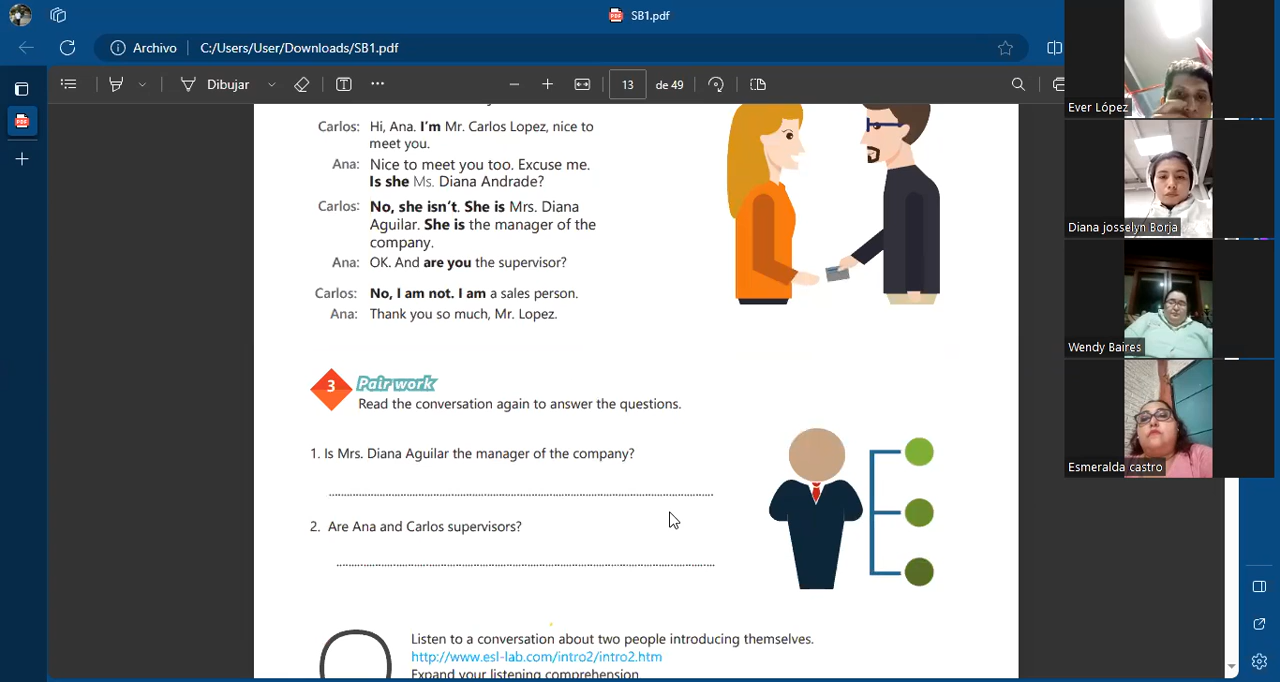 SB1.pdf
Archivo C:/Users/User/Downloads/SB1.pdf
Dibujar 13 de 49
Carlos: Hi, Ana. I'm Mr. Carlos Lopez, nice to
meet you.
Ana: Nice to meet you too. Excuse me.
Is she Ms. Diana Andrade?
Carlos: No, she isn't. She is Mrs. Diana
Aguilar. She is the manager of the
company.
Ana: OK. And are you the supervisor?
Carlos: No, I am not. I am a sales person.
Ana: Thank you so much, Mr. Lopez.
3 Pair work
Read the conversation again to answer the questions.
1. Is Mrs. Diana Aguilar the manager of the company?
2. Are Ana and Carlos supervisors?
Listen to a conversation about two people introducing themselves.
http://www.esl-lab.com/intro2/intro2.htm
Expand your listening comprehension
Ever López
Diana josselyn Borja
Wendy Baires
Esmeralda castro